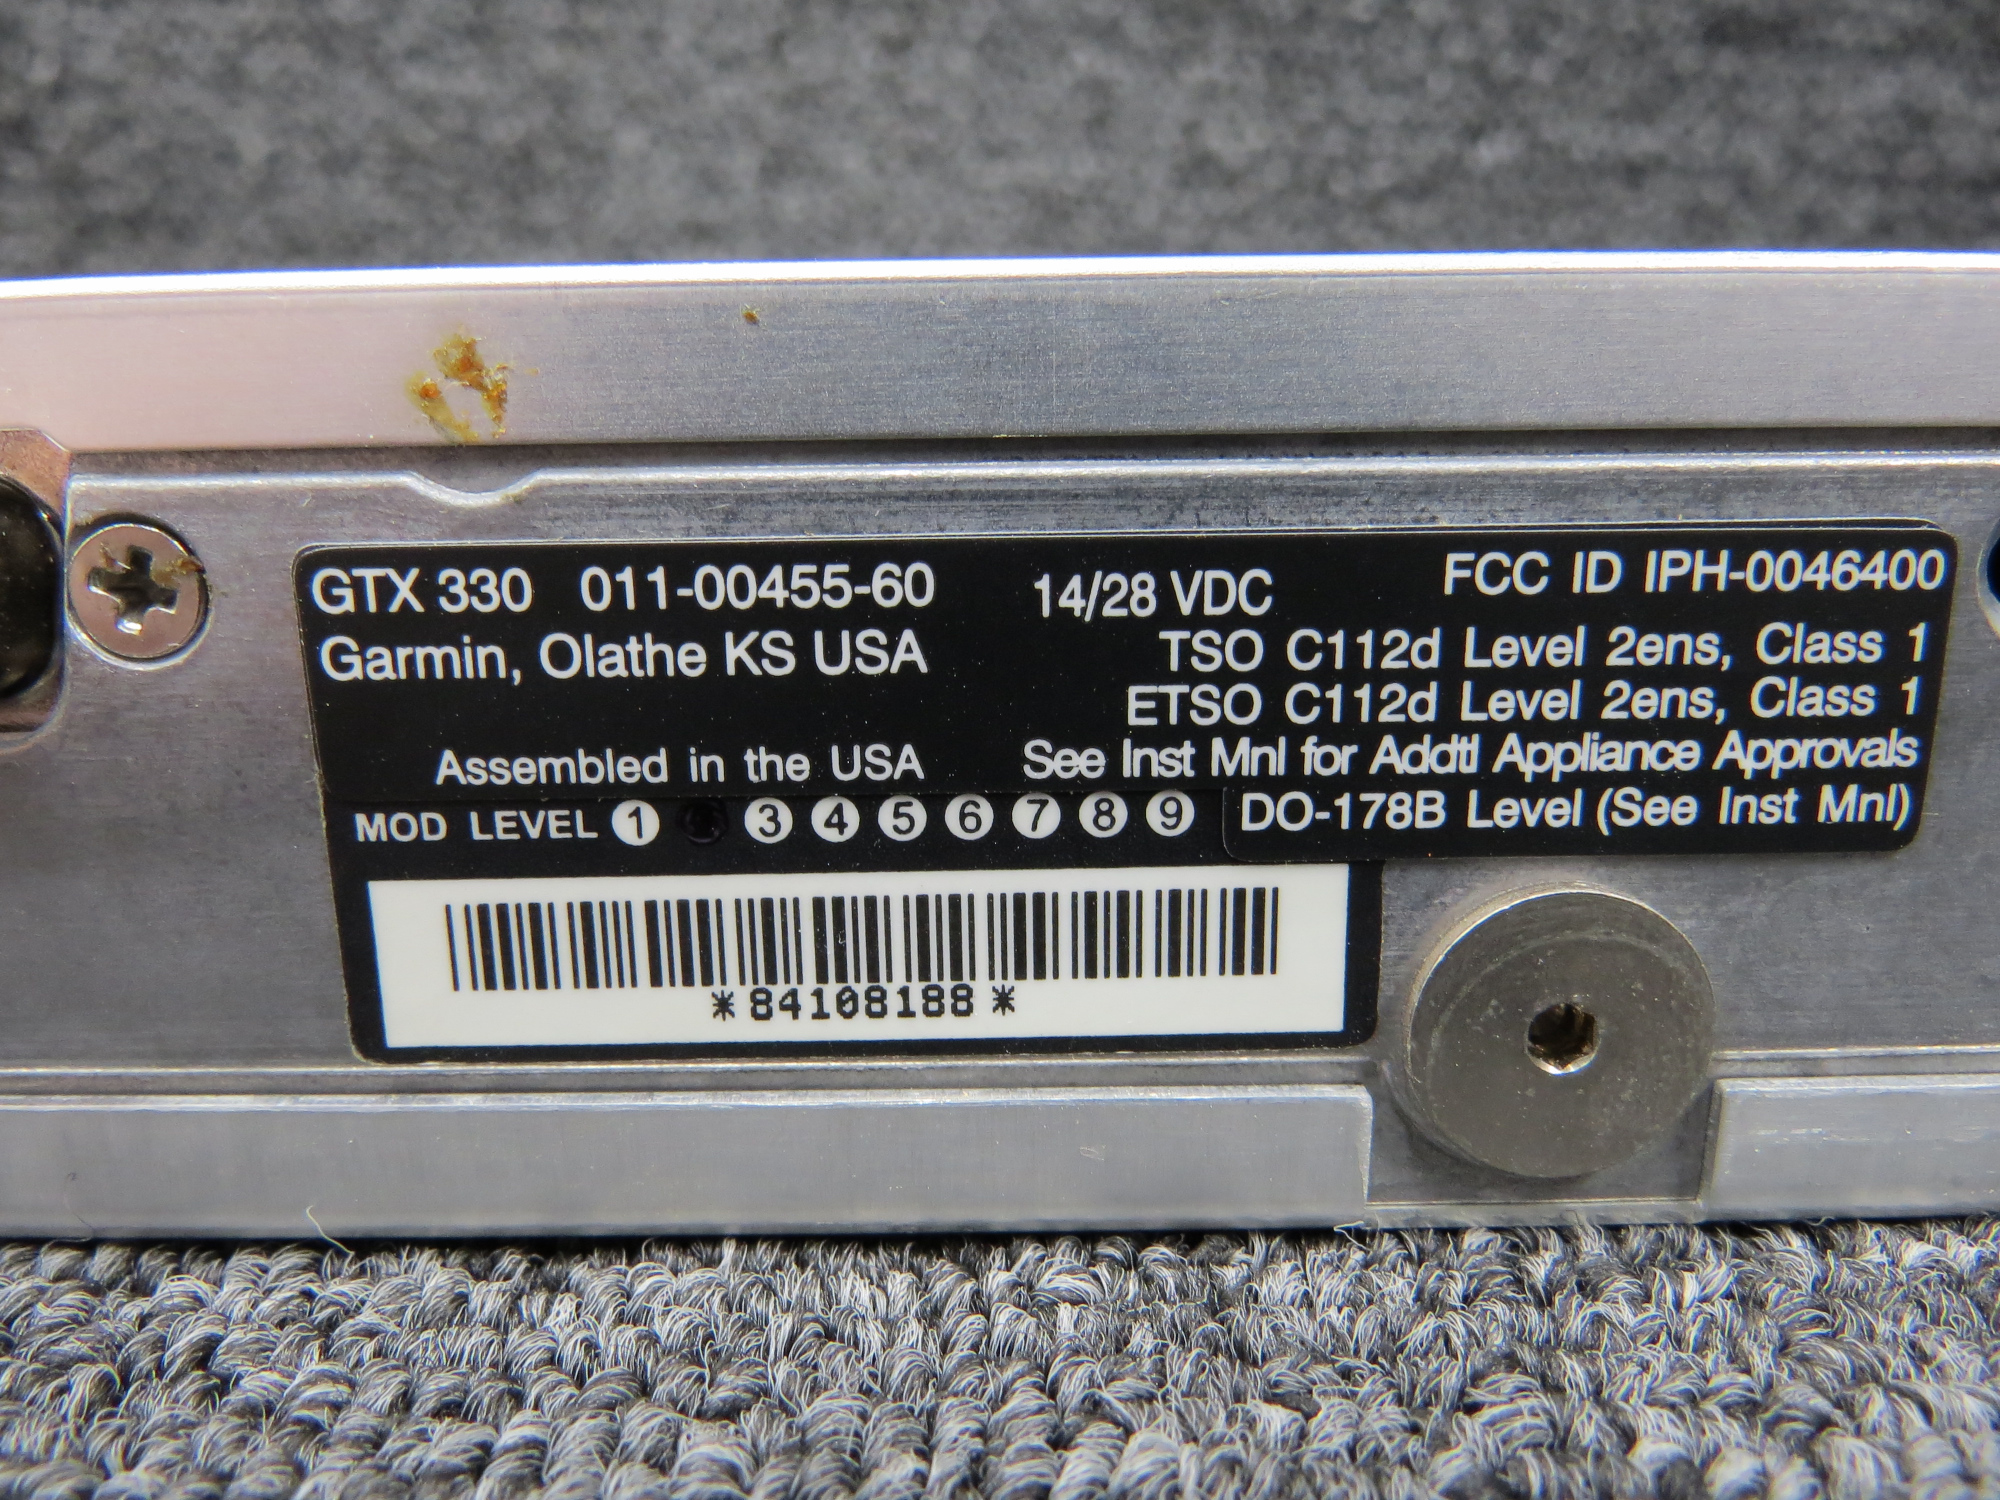 GTX 330 011-00455-60 14/28 VDC FCC ID IPH-0046400
Garmin, Olathe KS USA TSO C112d Level 2ens, Class 1
ETSO C112d Level 2ens, Class 1
Assembled in the USA See Inst Mnl for Addtl Appliance Approvals
MOD LEVEL 1 3 4 5 6 7 8 9 DO-178B Level (See Inst Mnl)
*84108188*